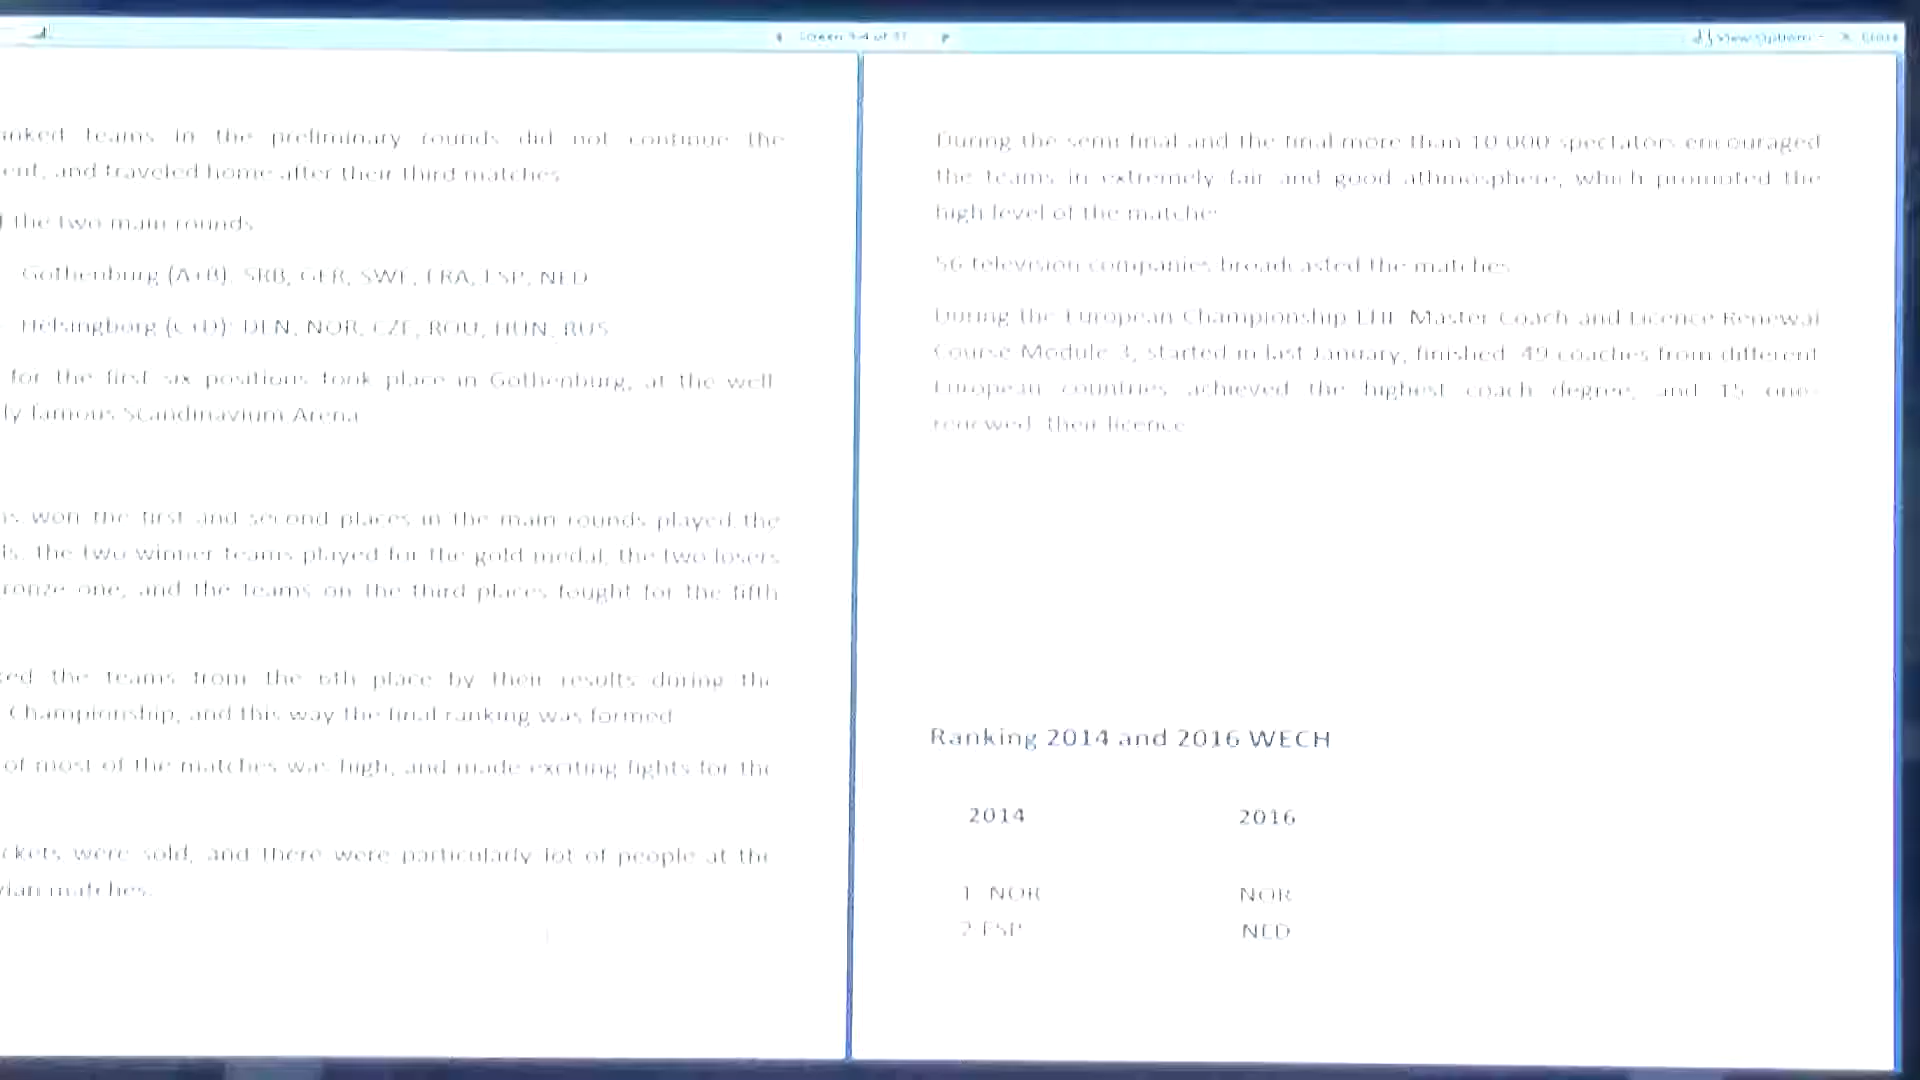 Screen 3-4 of 37
View Options
Close
anked teams in the preliminary rounds did not continue the
ent, and traveled home after their third matches
the two main rounds
Gothenburg (A+B): SRB, GER, SWE, FRA, ESP, NED
Helsingborg (C+D): DEN, NOR, CZE, ROU, HUN, RUS
for the first six positions took place in Gothenburg, at the well
ly famous Scandinavium Arena
s won the first and second places in the main rounds played the
ls, the two winner teams played for the gold medal, the two losers
ronze one, and the teams on the third places fought for the fifth
ed the teams from the 6th place by their results during the
Championship, and this way the final ranking was formed
of most of the matches was high, and made exciting fights for the
ckets were sold, and there were particularly lot of people at the
vian matches.
During the semi final and the final more than 10 000 spectators encouraged
the teams in extremely fair and good athmosphere, which promoted the
high level of the matches
56 television companies broadcasted the matches
During the European Championship EHF Master Coach and Licence Renewal
Course Module 3, started in last January, finished. 49 coaches from different
European countries achieved the highest coach degree, and 15 ones
renewed their licence
Ranking 2014 and 2016 WECH
2014 2016
1 NOR NOR
2 ESP NED